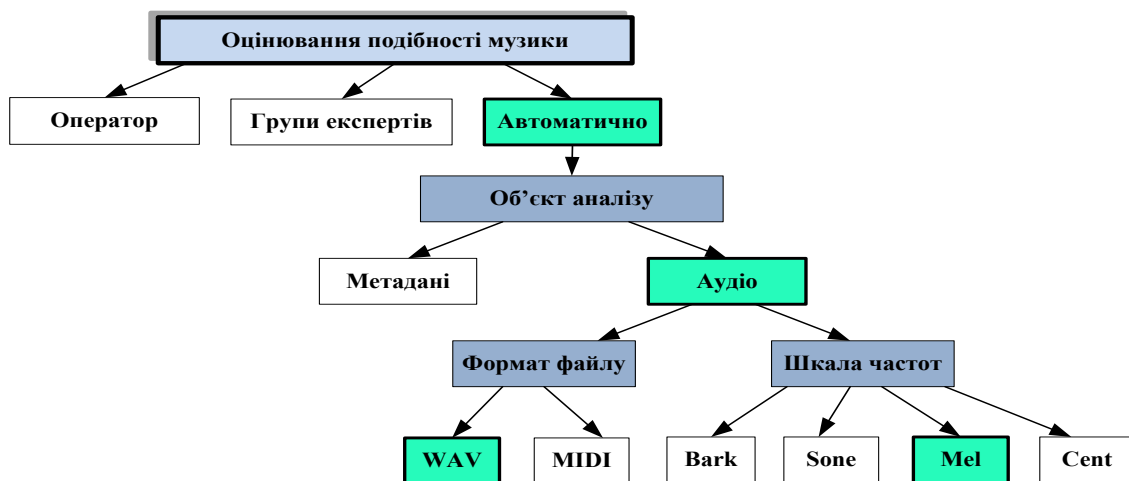 Оцінювання подібності музики
Оператор
Групи експертів
Автоматично
Об’єкт аналізу
Метадані
Аудіо
Формат файлу
Шкала частот
WAV
MIDI
Bark
Sone
Mel
Cent